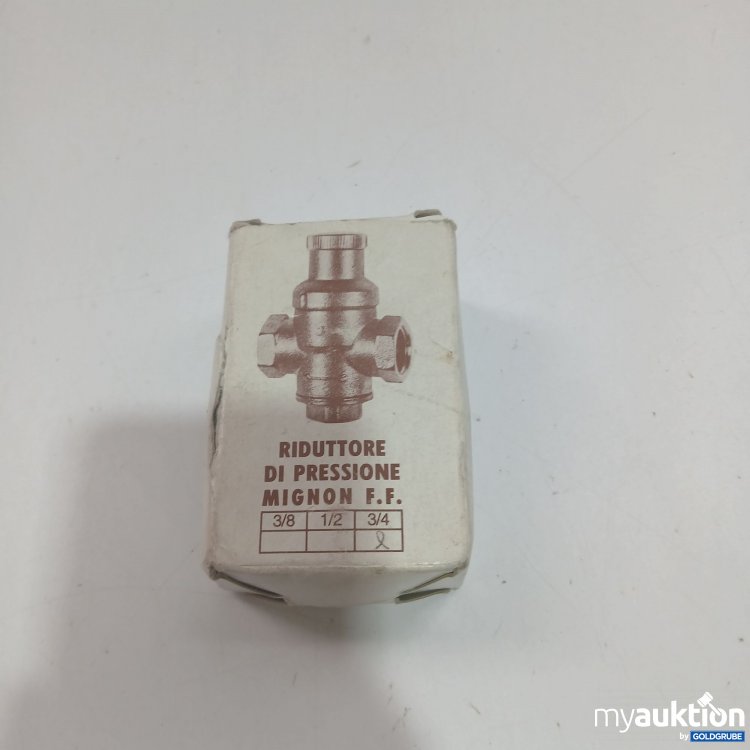 RIDUTTORE
DI PRESSIONE
MIGNON F.F.
3/8 1/2 3/4
myauktion
by GOLDGRUBE